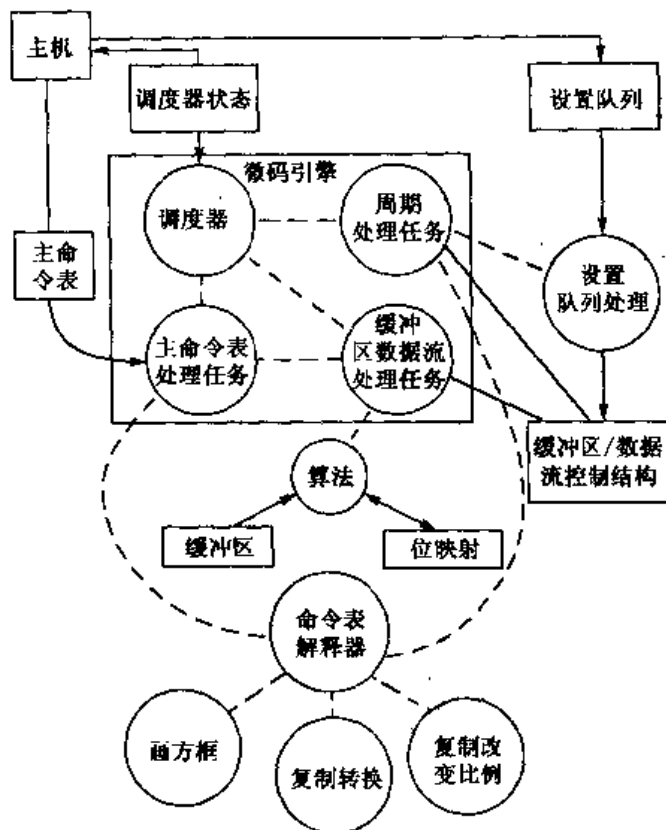 主机
调度器状态
设置队列
微码引擎
调度器
周期
处理任务
主命
令表
设置
队列处理
主命令表
处理任务
缓冲
区数据流
处理任务
缓冲区/数据
流控制结构
算法
缓冲区
位映射
命令表
解释器
画方框
复制转换
复制改
变比例